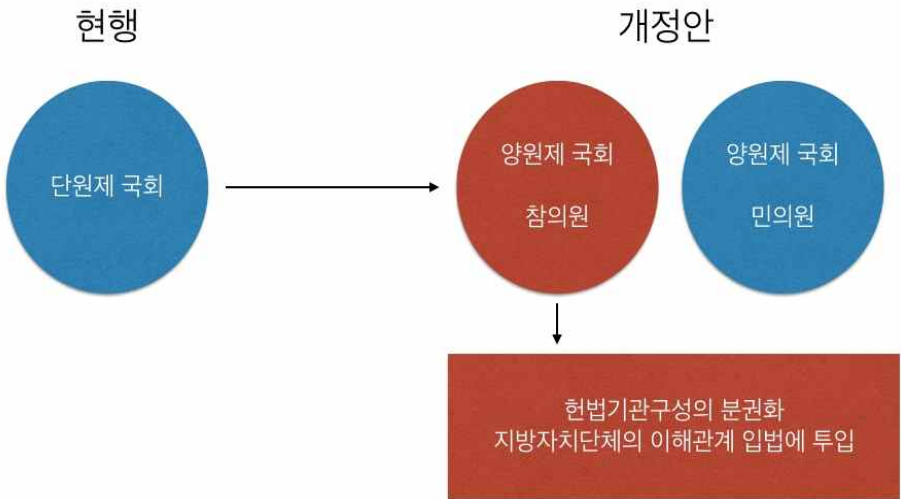 현행
개정안
단원제 국회
양원제 국회
참의원
양원제 국회
민의원
헌법기관구성의 분권화
지방자치단체의 이해관계 입법에 투입